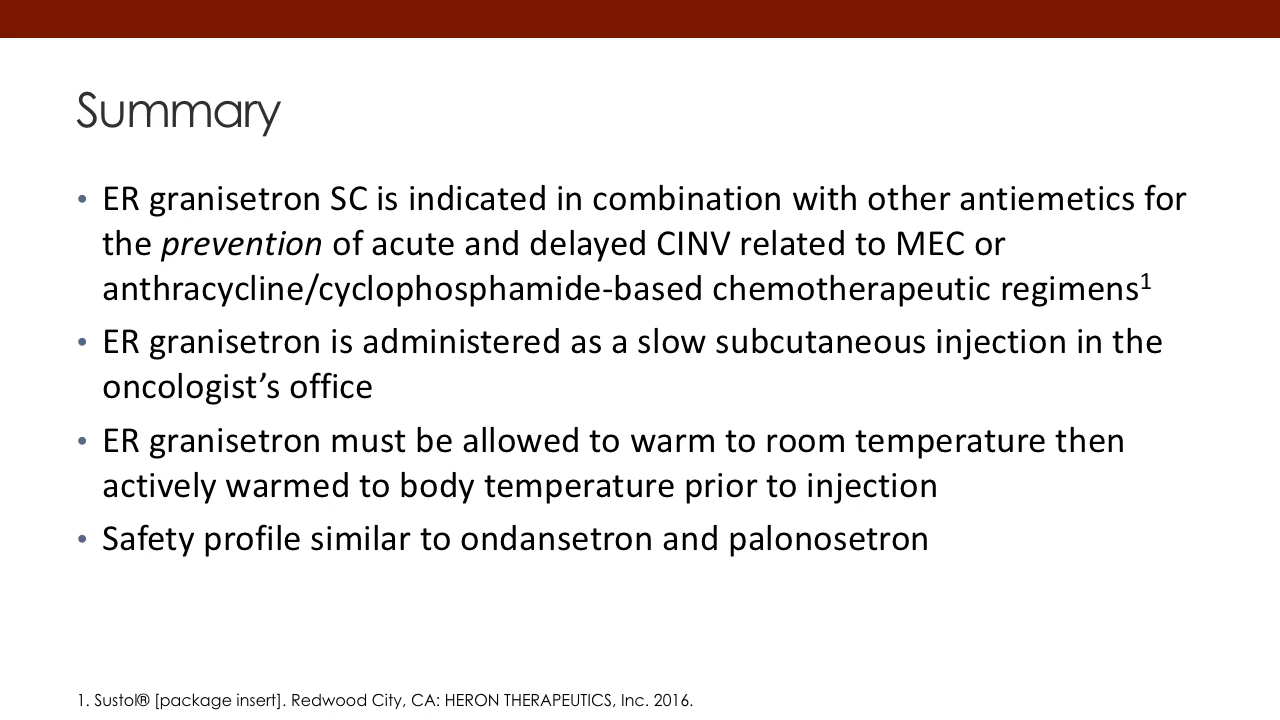 Summary
• ER granisetron SC is indicated in combination with other antiemetics for
the prevention of acute and delayed CINV related to MEC or
anthracycline/cyclophosphamide-based chemotherapeutic regimens1
• ER granisetron is administered as a slow subcutaneous injection in the
oncologist’s office
• ER granisetron must be allowed to warm to room temperature then
actively warmed to body temperature prior to injection
• Safety profile similar to ondansetron and palonosetron
1. Sustol® [package insert]. Redwood City, CA: HERON THERAPEUTICS, Inc. 2016.